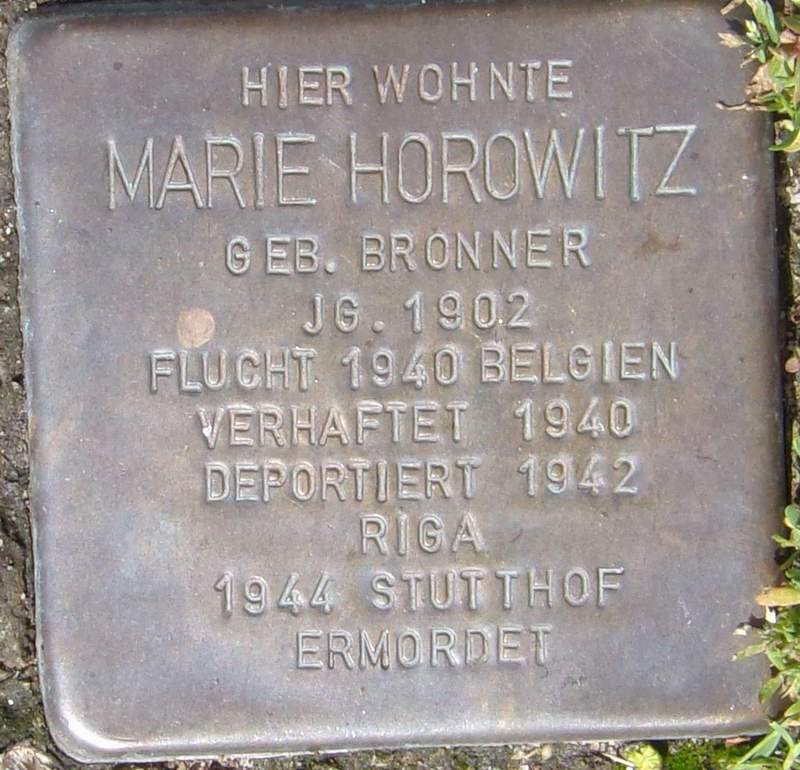 HIER WOHNTE
MARIE HOROWITZ
GEB. BRONNER
JG. 1902
FLUCHT 1940 BELGIEN
VERHAFTET 1940
DEPORTIERT 1942
RIGA
1944 STUTTHOF
ERMORDET